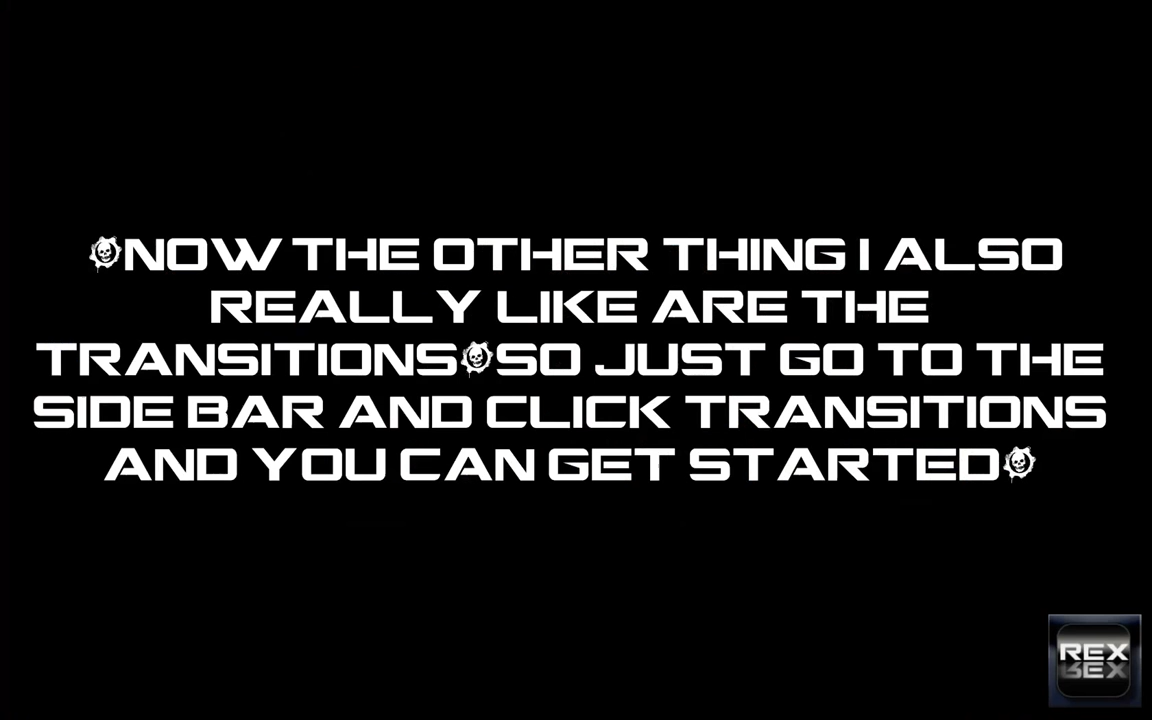 NOW THE OTHER THING I ALSO
REALLY LIKE ARE THE
TRANSITIONS SO JUST GO TO THE
SIDE BAR AND CLICK TRANSITIONS
AND YOU CAN GET STARTED
REX